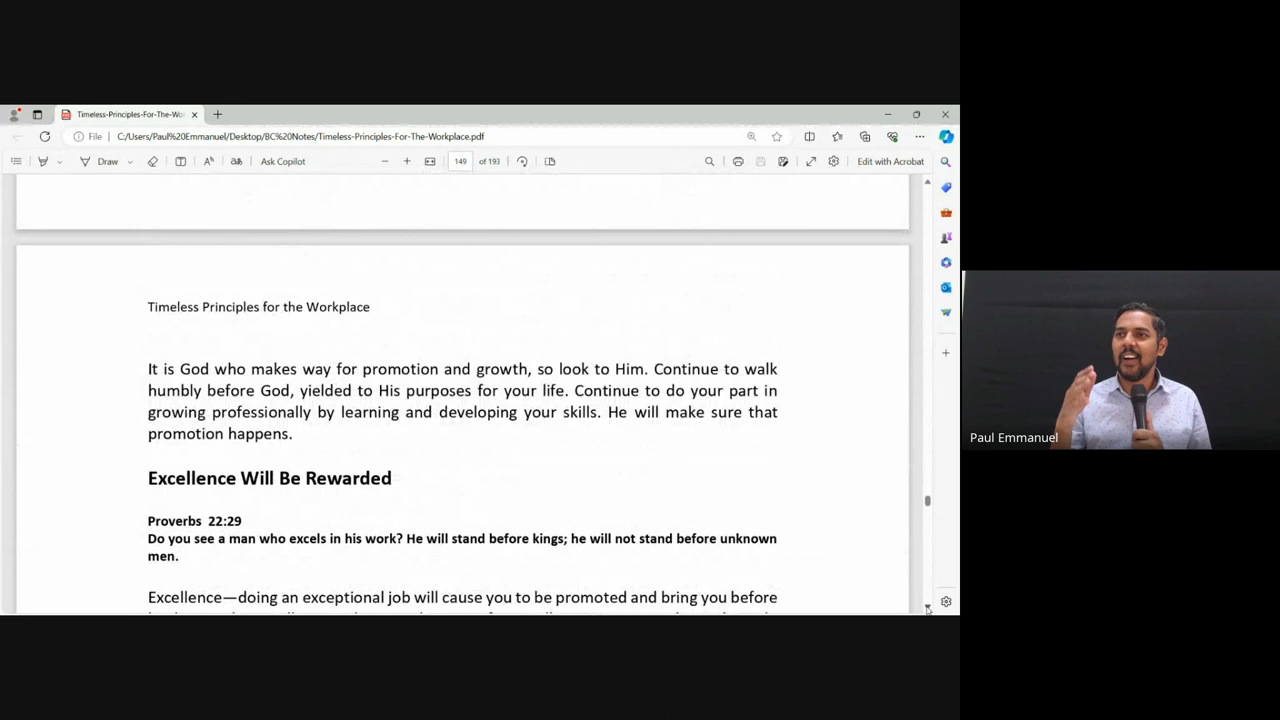 Timeless-Principles-For-The-Wo
File C:/Users/Paul%20Emmanuel/Desktop/BC%20Notes/Timeless-Principles-For-The-Workplace.pdf
Draw Ask Copilot 149 of 193 Edit with Acrobat
Timeless Principles for the Workplace
It is God who makes way for promotion and growth, so look to Him. Continue to walk
humbly before God, yielded to His purposes for your life. Continue to do your part in
growing professionally by learning and developing your skills. He will make sure that
promotion happens.
Excellence Will Be Rewarded
Proverbs 22:29
Do you see a man who excels in his work? He will stand before kings; he will not stand before unknown
men.
Excellence—doing an exceptional job will cause you to be promoted and bring you before
Paul Emmanuel